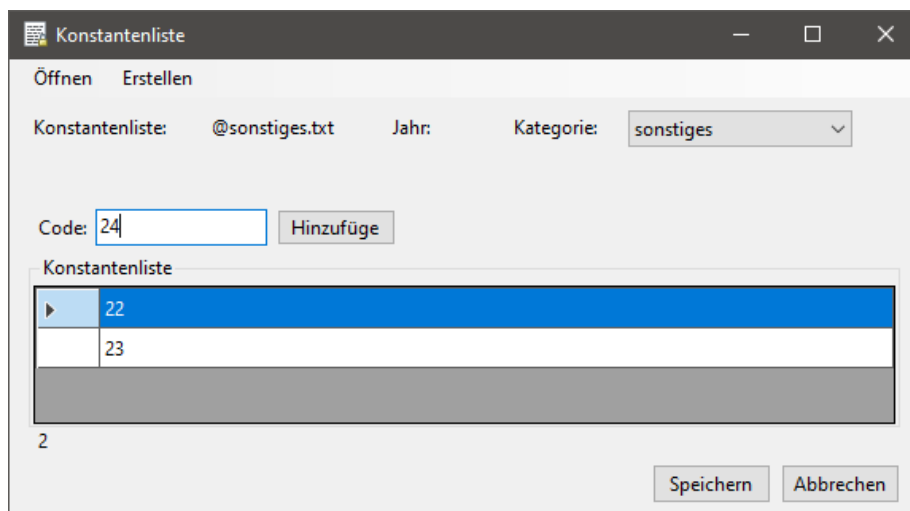 Konstantenliste
Öffnen Erstellen
Konstantenliste: @sonstiges.txt Jahr: Kategorie: sonstiges
Code: 24 Hinzufüge
Konstantenliste
22
23
2
Speichern Abbrechen